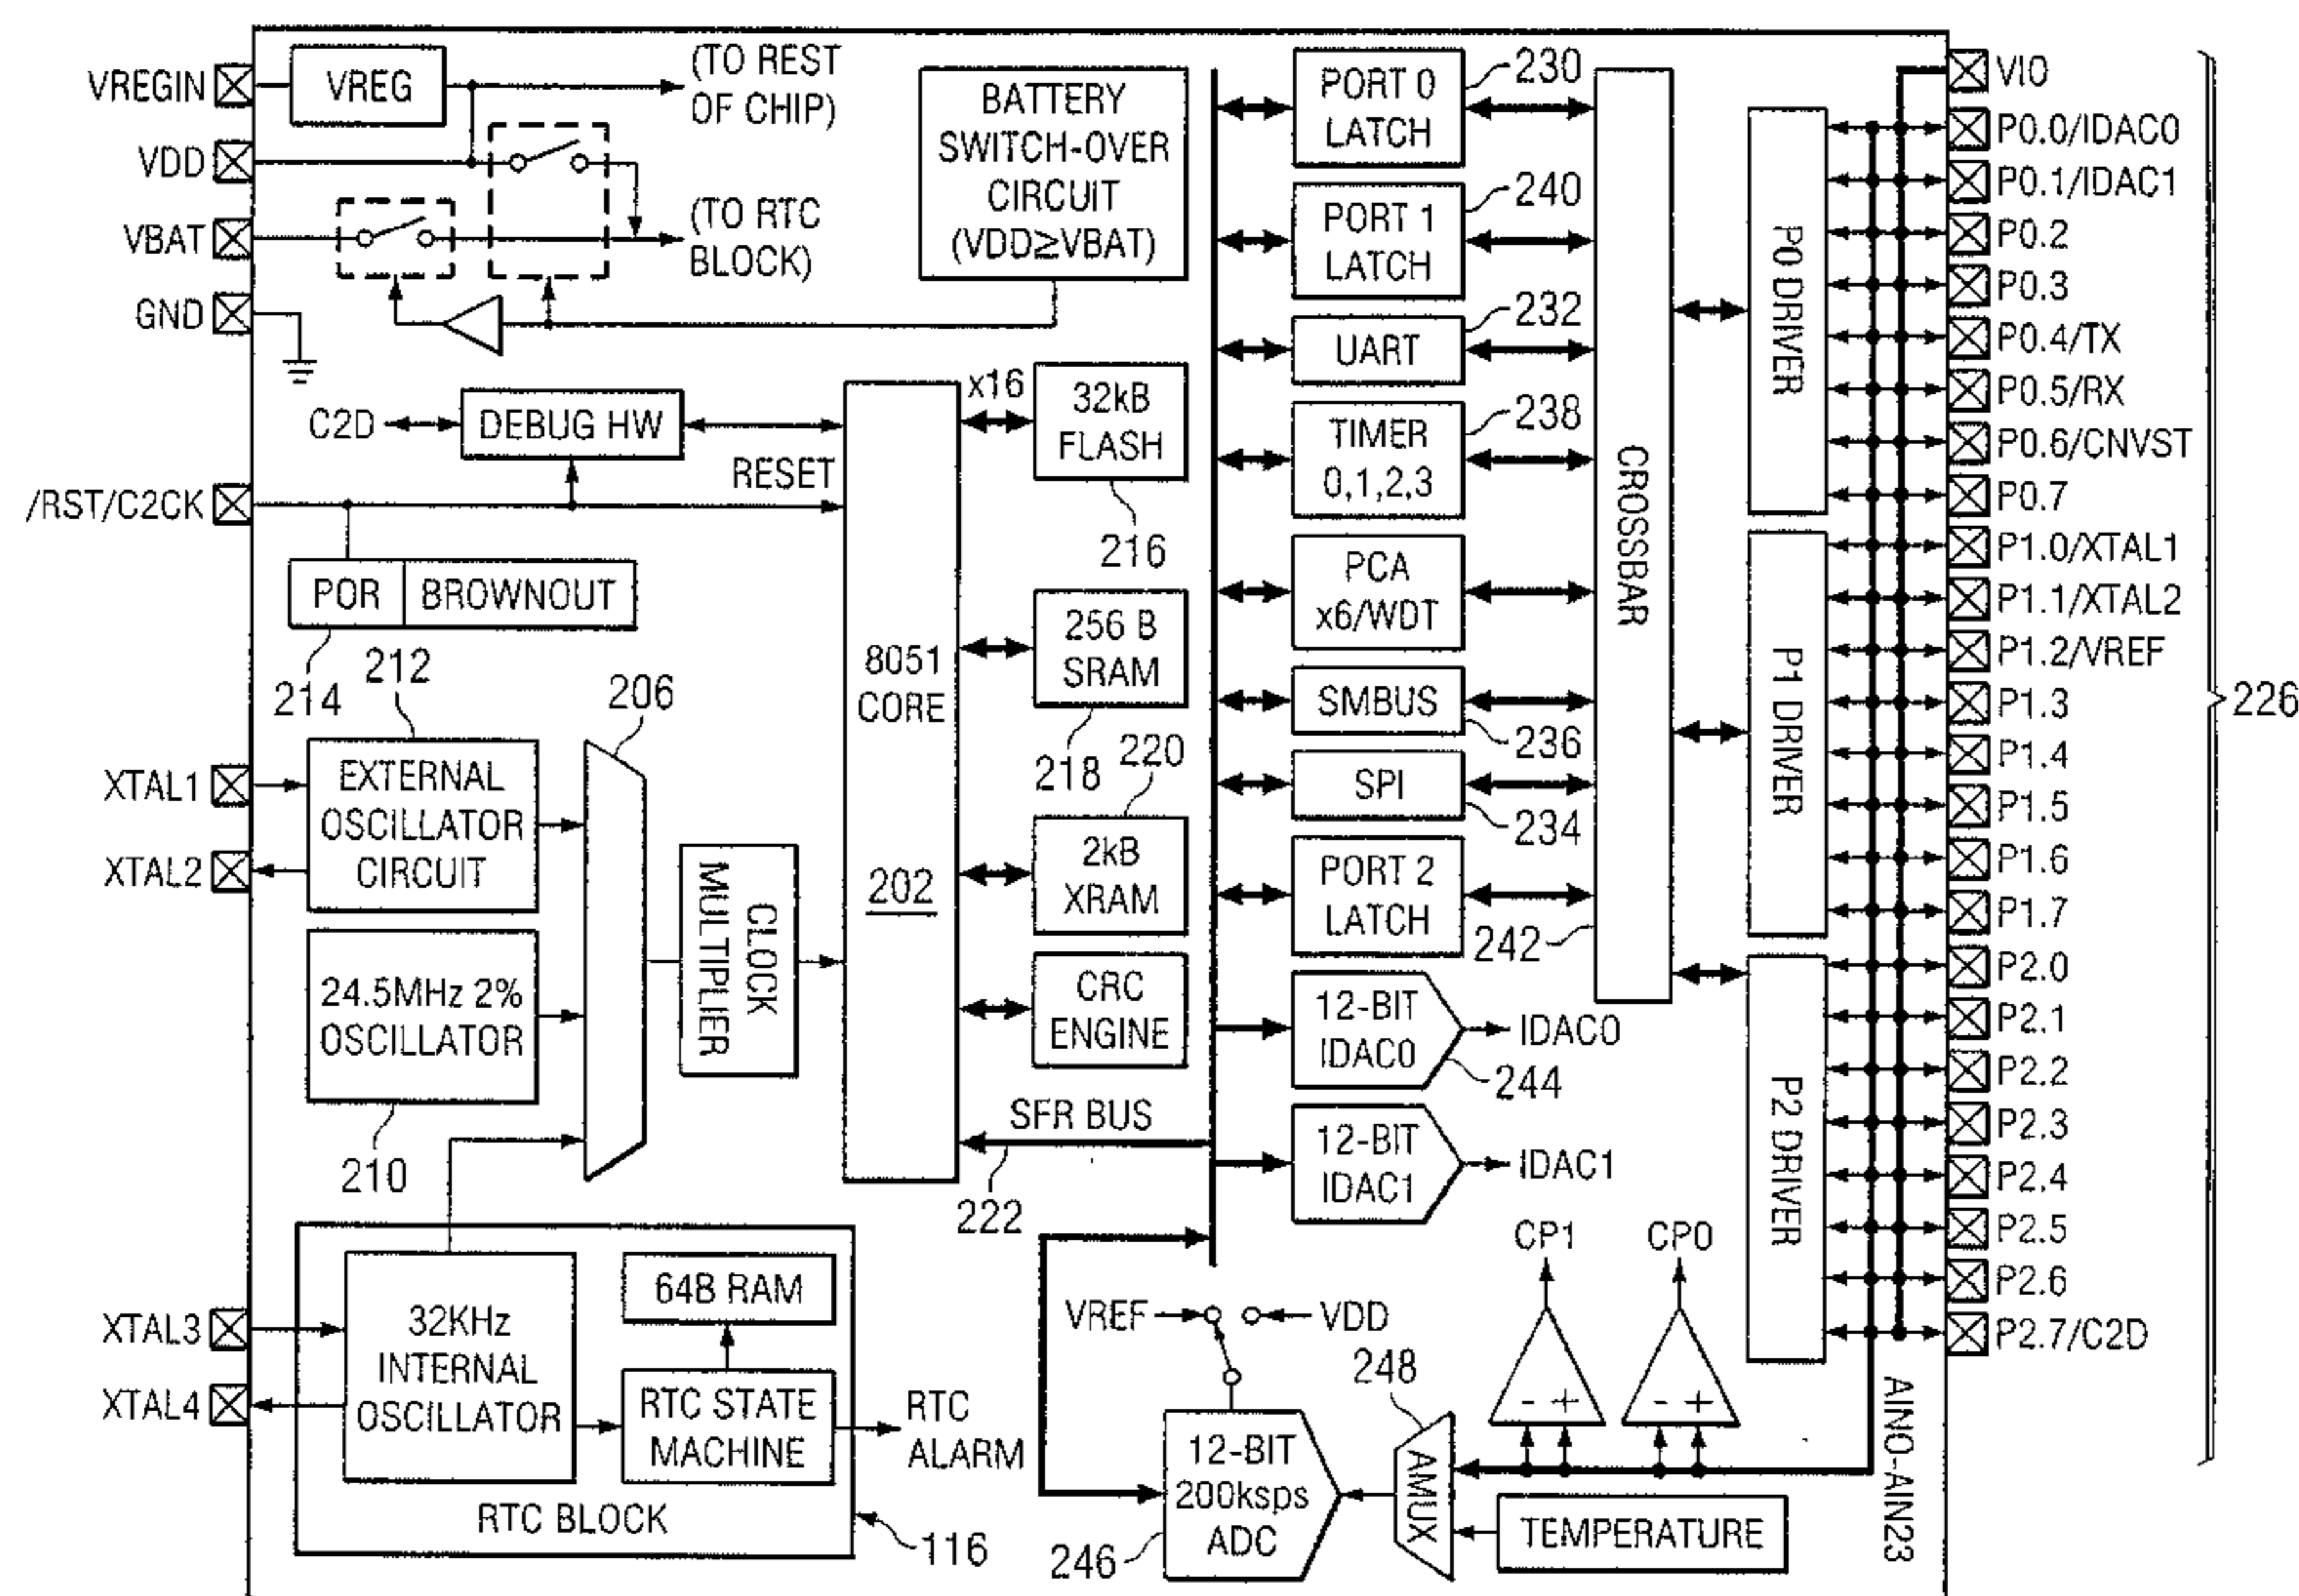 VREGIN
VREG
(TO REST
OF CHIP)
VDD
VBAT
(TO RTC
BLOCK)
GND
BATTERY
SWITCH-OVER
CIRCUIT
(VDD≥VBAT)
C2D
DEBUG HW
RESET
/RST/C2CK
POR
BROWNOUT
214
212
206
XTAL1
XTAL2
EXTERNAL
OSCILLATOR
CIRCUIT
24.5MHz 2%
OSCILLATOR
210
CLOCK
MULTIPLIER
8051
CORE
202
x16
32kB
FLASH
216
256 B
SRAM
218
220
2kB
XRAM
CRC
ENGINE
SFR BUS
222
XTAL3
XTAL4
32KHz
INTERNAL
OSCILLATOR
64B RAM
RTC STATE
MACHINE
RTC
ALARM
RTC BLOCK
116
PORT 0
LATCH
230
PORT 1
LATCH
240
UART
232
TIMER
0,1,2,3
238
PCA
x6/WDT
SMBUS
236
SPI
234
PORT 2
LATCH
242
12-BIT
IDAC0
IDAC0
244
12-BIT
IDAC1
IDAC1
CROSSBAR
P0 DRIVER
P1 DRIVER
P2 DRIVER
VREF
VDD
248
CP1
CP0
- +
- +
12-BIT
200ksps
ADC
246
AMUX
TEMPERATURE
AIN0-AIN23
VIO
P0.0/IDAC0
P0.1/IDAC1
P0.2
P0.3
P0.4/TX
P0.5/RX
P0.6/CNVST
P0.7
P1.0/XTAL1
P1.1/XTAL2
P1.2/VREF
P1.3
P1.4
P1.5
P1.6
P1.7
P2.0
P2.1
P2.2
P2.3
P2.4
P2.5
P2.6
P2.7/C2D
226